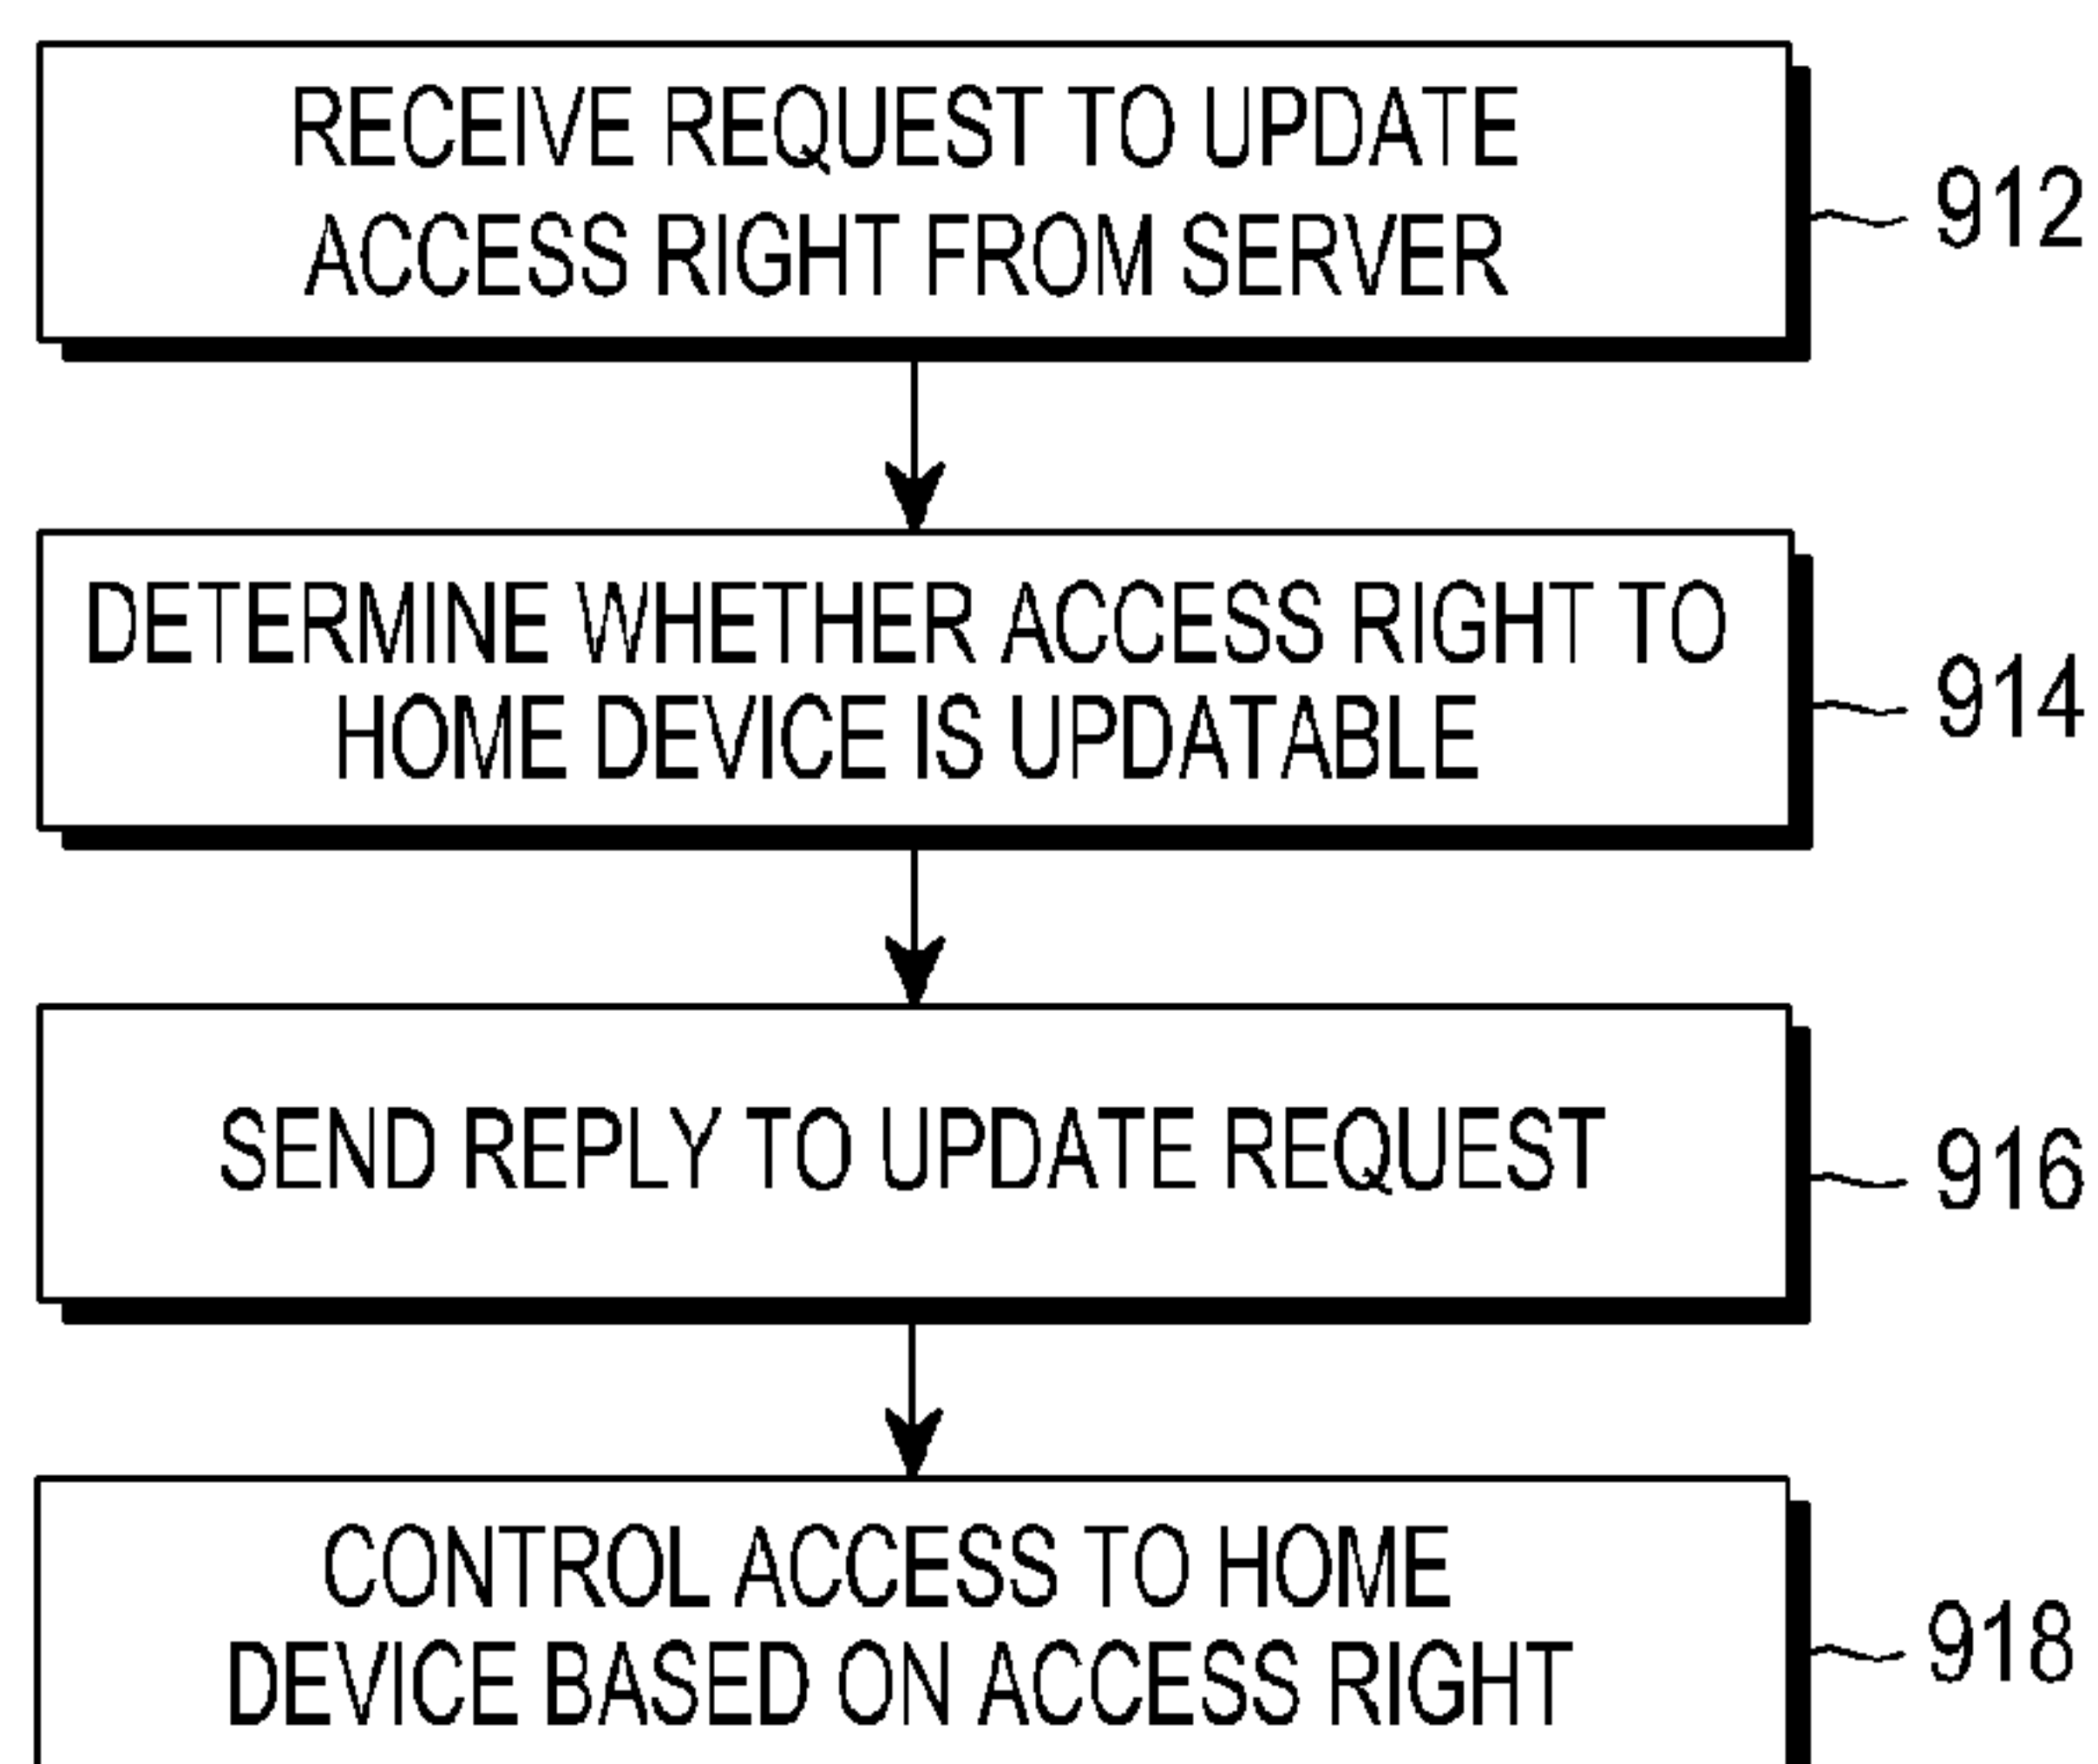 RECEIVE REQUEST TO UPDATE
ACCESS RIGHT FROM SERVER
912
DETERMINE WHETHER ACCESS RIGHT TO
HOME DEVICE IS UPDATABLE
914
SEND REPLY TO UPDATE REQUEST
916
CONTROL ACCESS TO HOME
DEVICE BASED ON ACCESS RIGHT
918